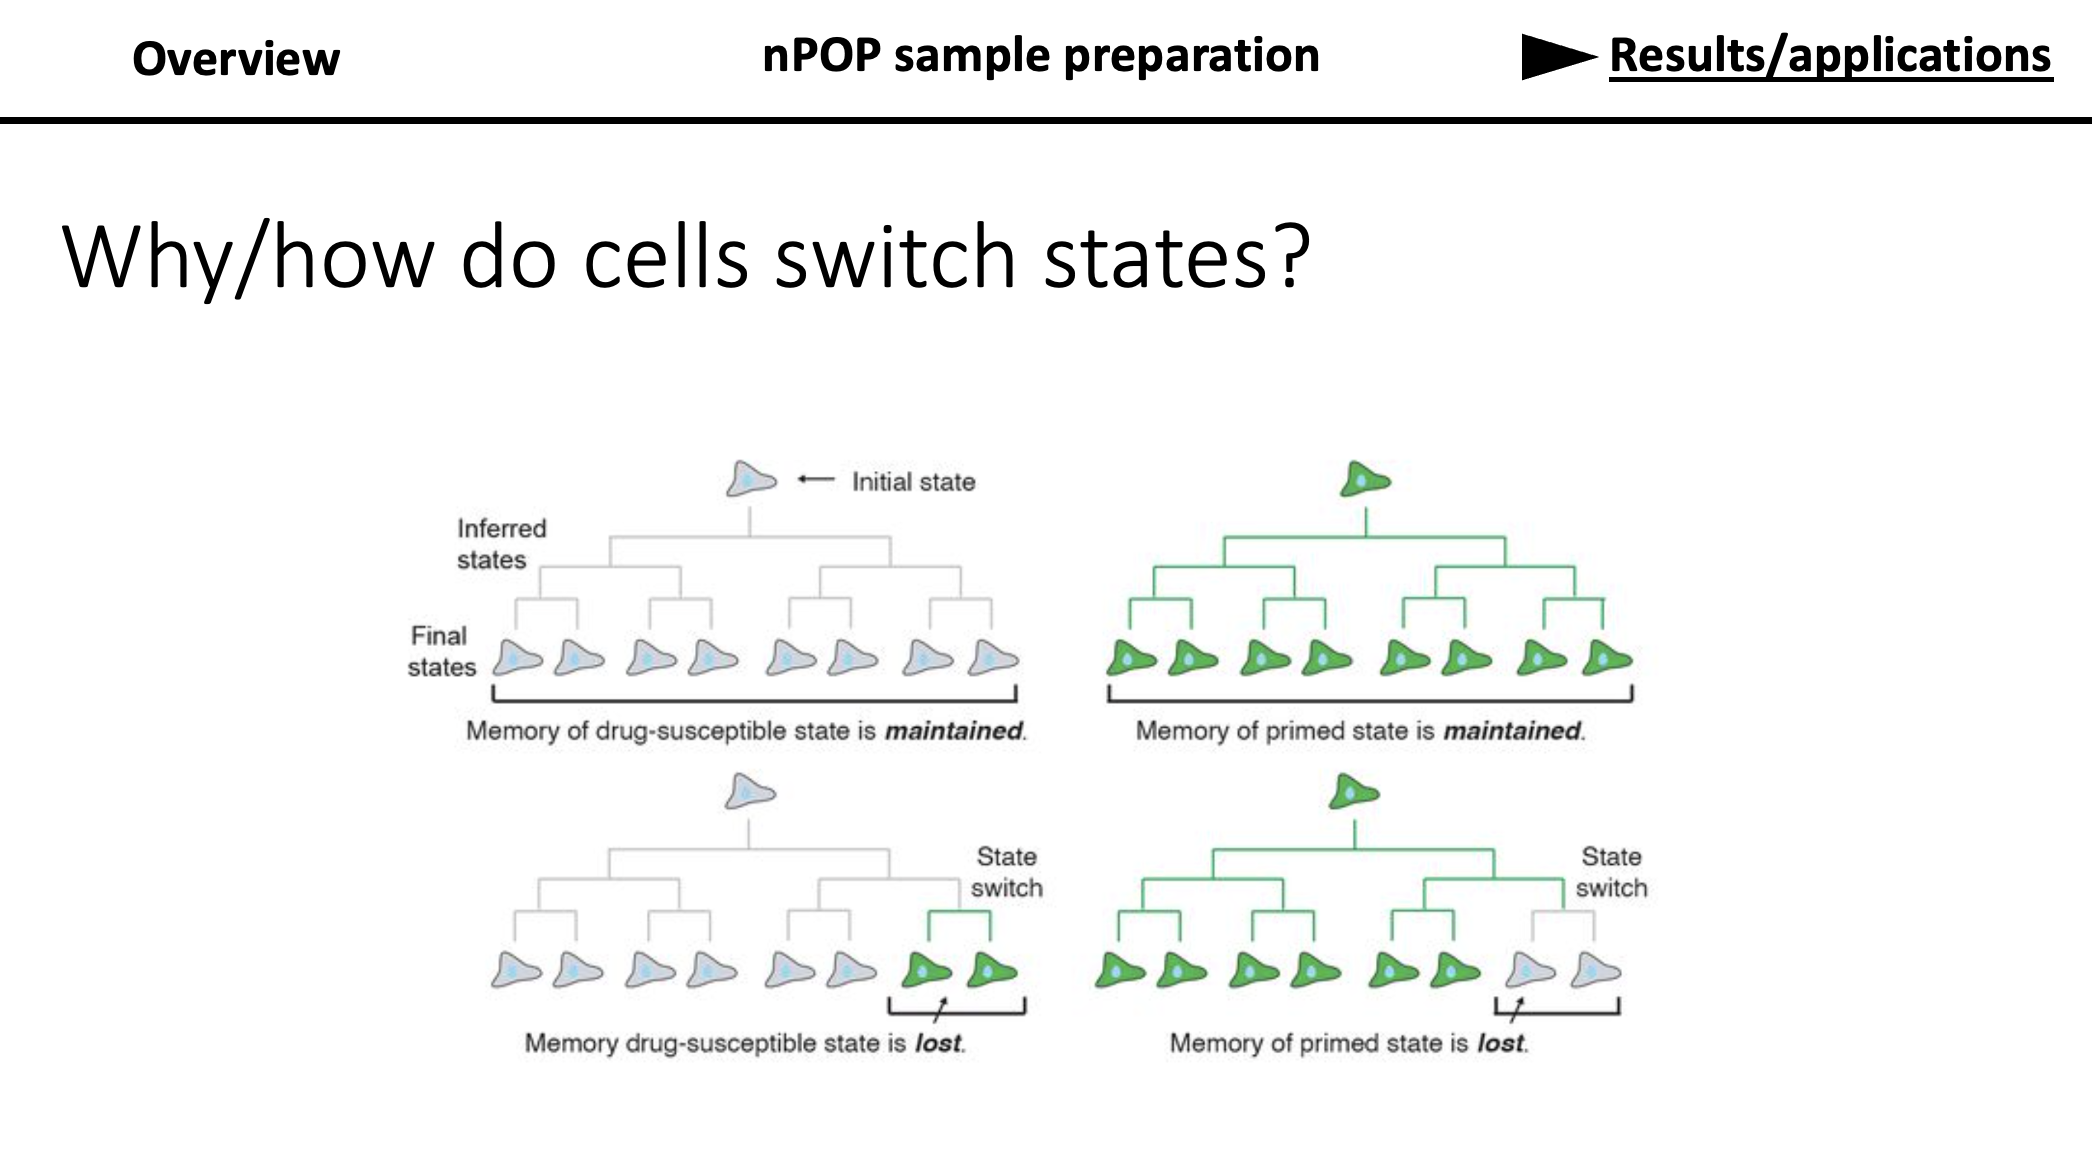 Overview
nPOP sample preparation
Results/applications
Why/how do cells switch states?
Initial state
Inferred
states
Final
states
Memory of drug-susceptible state is maintained.
Memory of primed state is maintained.
State
switch
Memory drug-susceptible state is lost.
State
switch
Memory of primed state is lost.